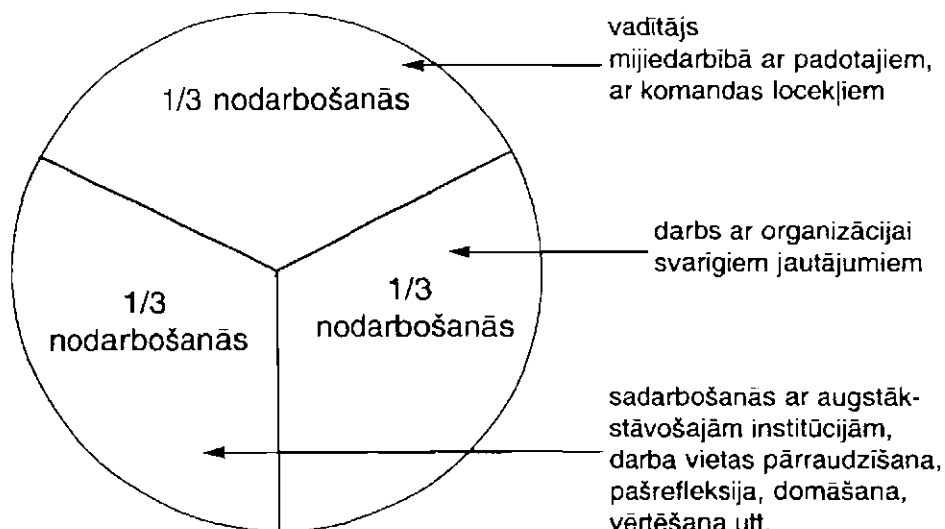 vadītājs
mijiedarbībā ar padotajiem,
ar komandas locekļiem
1/3 nodarbošanās
darbs ar organizācijai
svarīgiem jautājumiem
1/3
nodarbošanās
1/3
nodarbošanās
sadarbošanās ar augstāk-
stāvošajām institūcijām,
darba vietas pārraudzīšana,
pašrefleksija, domāšana,
vērtēšana utt.